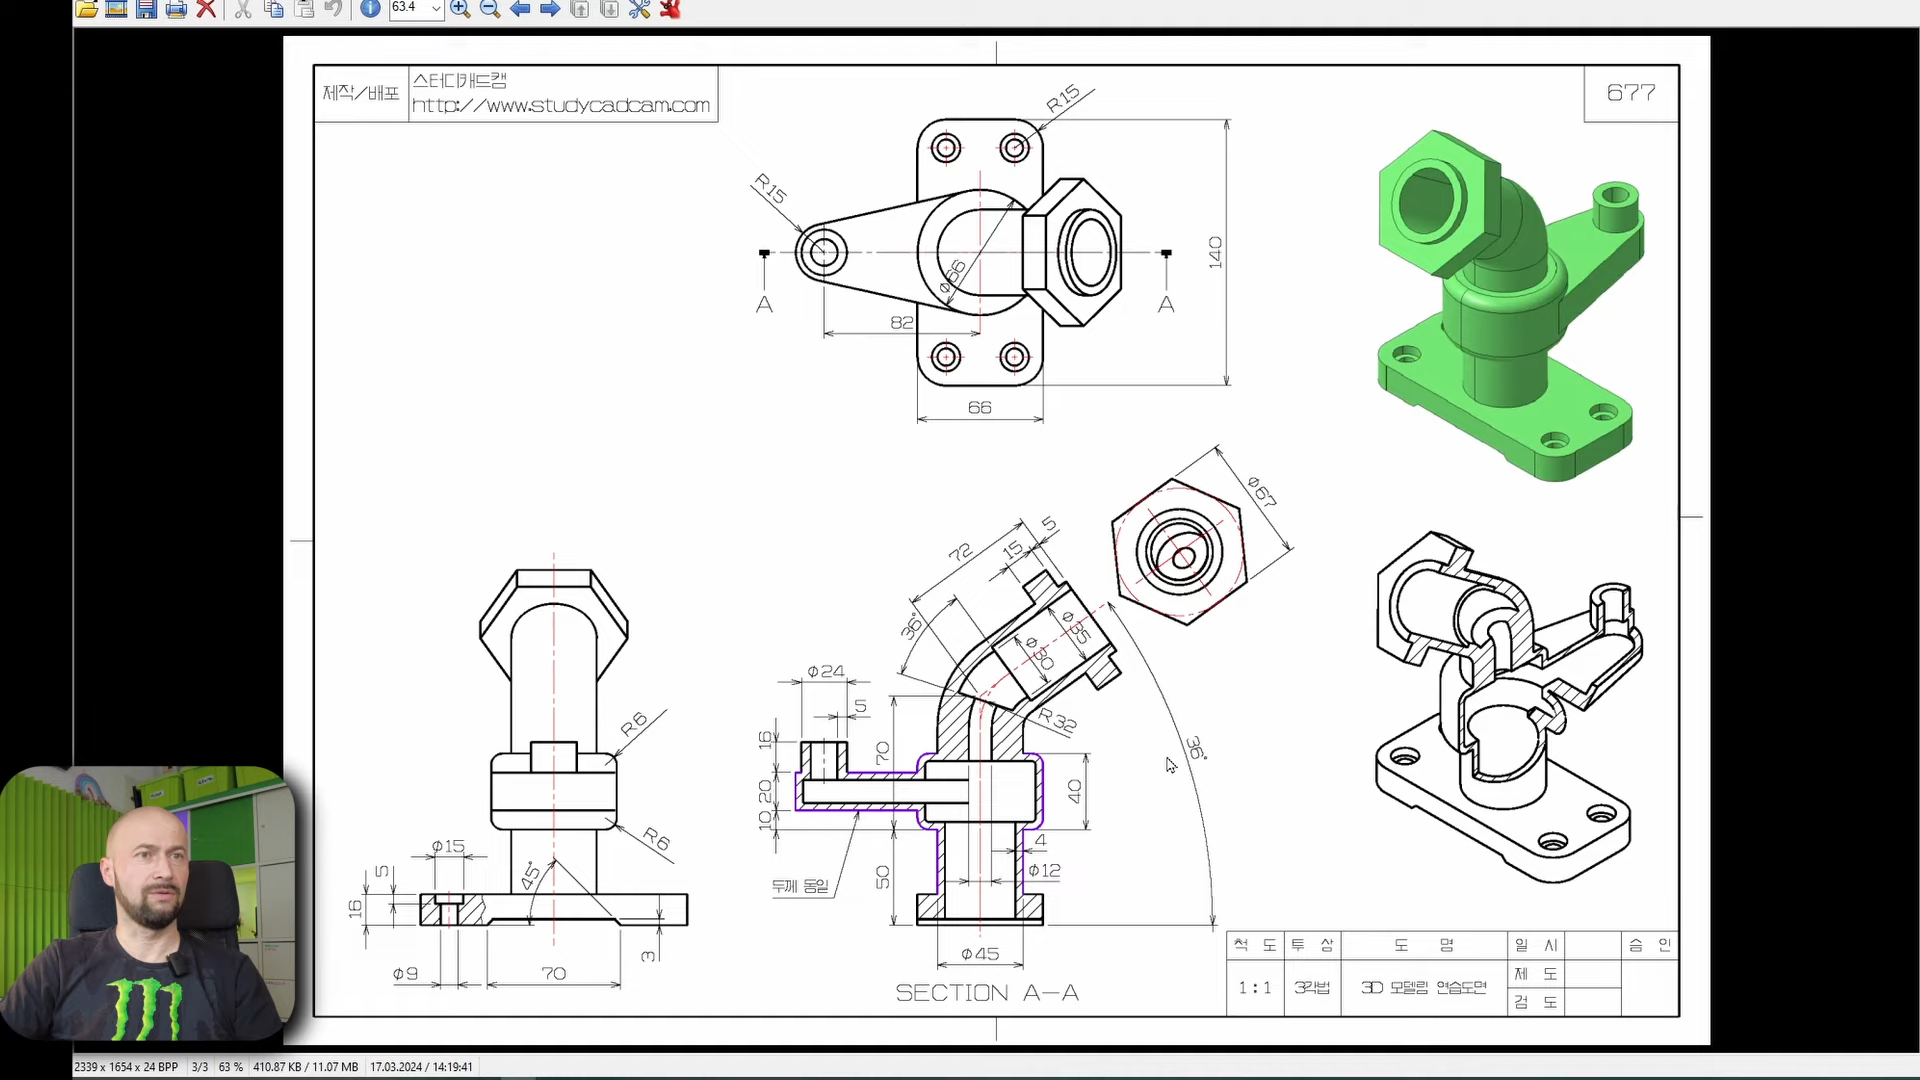 63.4
제작/배포
스터디캐드캠
http://www.studycadcam.com
677
R15
R15
Φ66
A
A
82
140
66
Φ67
72
15
5
36°
Φ35
Φ30
R32
36°
Φ24
5
16
20
10
70
50
40
4
Φ12
두께 동일
Φ45
SECTION A-A
R6
R6
Φ15
45°
5
16
3
Φ9
70
척 도
투 상
도 명
일 시
승 인
1:1
3각법
3D 모델링 연습도면
제 도
검 도
2339 x 1654 x 24 BPP
3/3
63 %
410.87 KB / 11.07 MB
17.03.2024 / 14:19:41